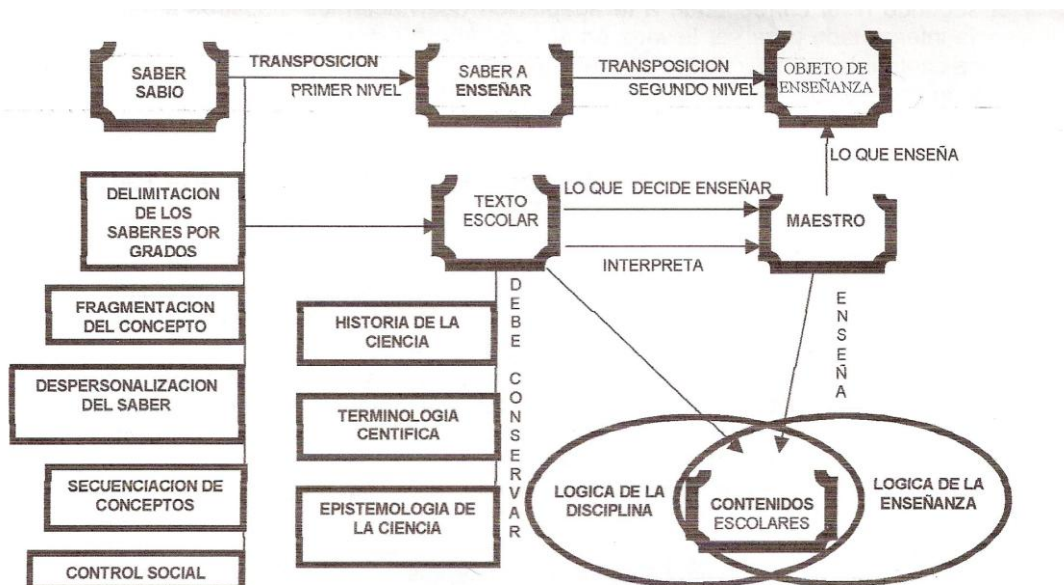 SABER
SABIO
TRANSPOSICION
PRIMER NIVEL
SABER A
ENSEÑAR
TRANSPOSICION
SEGUNDO NIVEL
OBJETO DE
ENSEÑANZA
LO QUE ENSEÑA
DELIMITACION
DE LOS
SABERES POR
GRADOS
TEXTO
ESCOLAR
LO QUE DECIDE ENSEÑAR
INTERPRETA
MAESTRO
FRAGMENTACION
DEL CONCEPTO
HISTORIA DE LA
CIENCIA
DEBE CONSERVAR
ENSEÑA
DESPERSONALIZACION
DEL SABER
TERMINOLOGIA
CENTIFICA
SECUENCIACION DE
CONCEPTOS
EPISTEMOLOGIA DE
LA CIENCIA
LOGICA DE LA
DISCIPLINA
CONTENIDOS
ESCOLARES
LOGICA DE LA
ENSEÑANZA
CONTROL SOCIAL